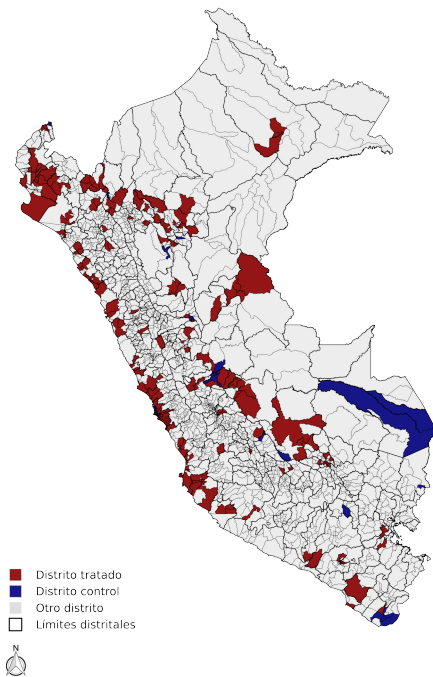 Distrito tratado
Distrito control
Otro distrito
Límites distritales
N